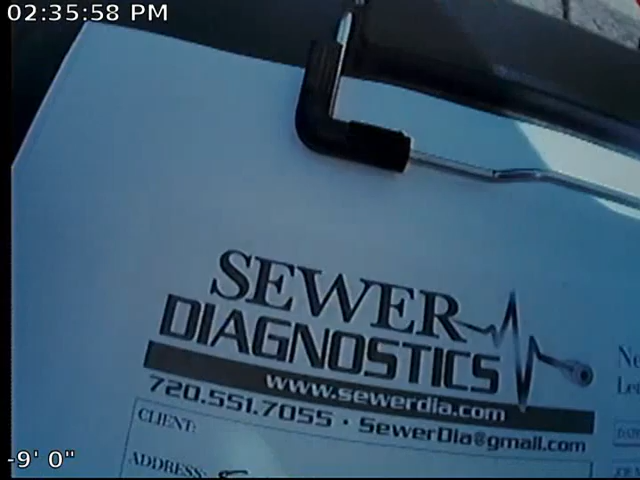 02:35:58 PM
SEWER
DIAGNOSTICS
www.sewerdia.com
720.551.7055 · SewerDia@gmail.com
CLIENT:
ADDRESS:
-9' 0"